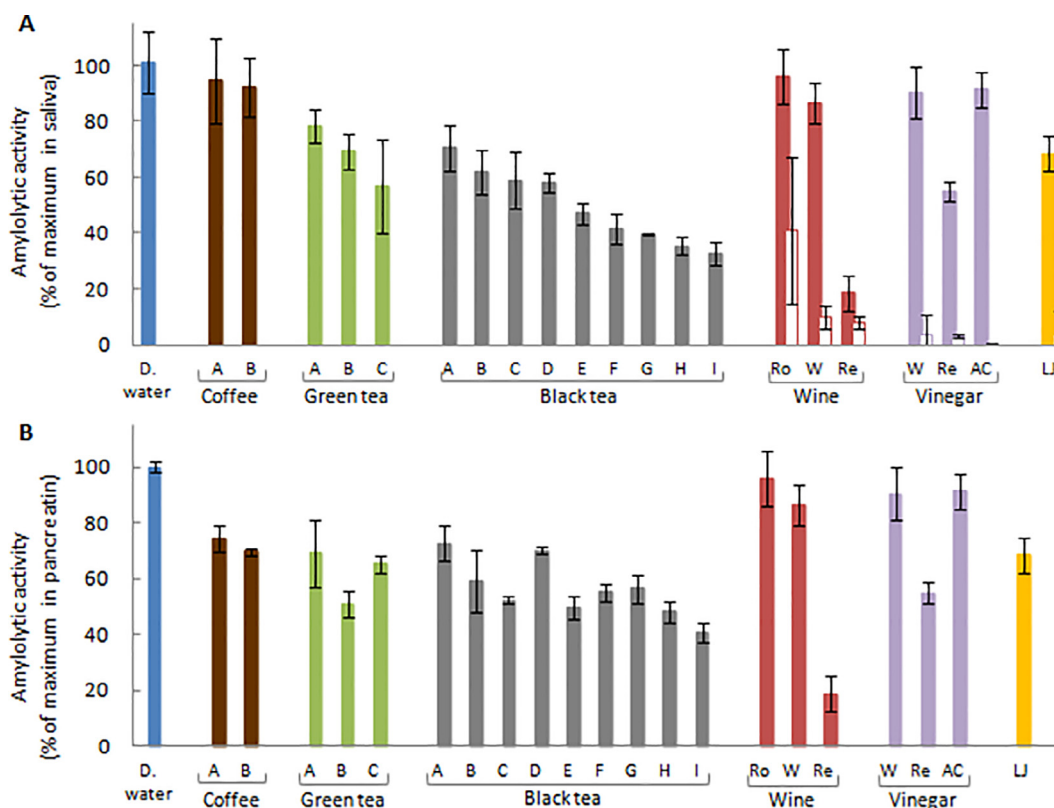 A
Amylolytic activity
(% of maximum in saliva)
100
80
60
40
20
0
D. water
A B
Coffee
A B C
Green tea
A B C D E F G H I
Black tea
Ro W Re
Wine
W Re AC
Vinegar
LJ
B
Amylolytic activity
(% of maximum in pancreatin)
100
80
60
40
20
0
D. water
A B
Coffee
A B C
Green tea
A B C D E F G H I
Black tea
Ro W Re
Wine
W Re AC
Vinegar
LJ